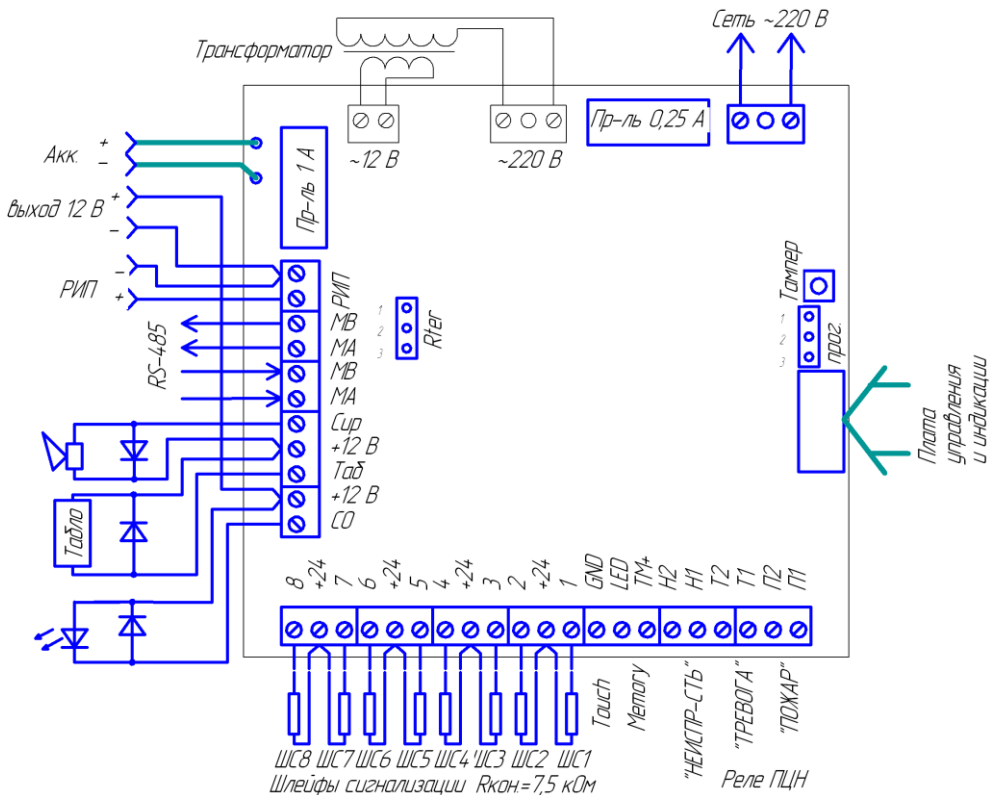 Сеть ~220 В
Трансформатор
~12 В
~220 В
Пр-ль 0,25 А
Акк.
+
−
Пр-ль 1 А
выход 12 В
+
−
РИП
−
+
RS-485
РИП
МВ
МА
МВ
МА
Сир
+12 В
Таб
+12 В
СО
1
2
3
Rter
Тампер
1
2
3
прог.
Плата
управления
и индикации
Табло
8
+24
7
6
+24
5
4
+24
3
2
+24
1
GND
LED
TM+
Н2
Н1
Т2
Т1
П2
П1
ШС8
ШС7
ШС6
ШС5
ШС4
'ШС3
ШС2
ШС1
Шлейфы сигнализации Rкон.=7,5 кОм
Touch
Memory
"НЕИСПР-СТЬ"
"ТРЕВОГА"
"ПОЖАР"
Реле ПЦН